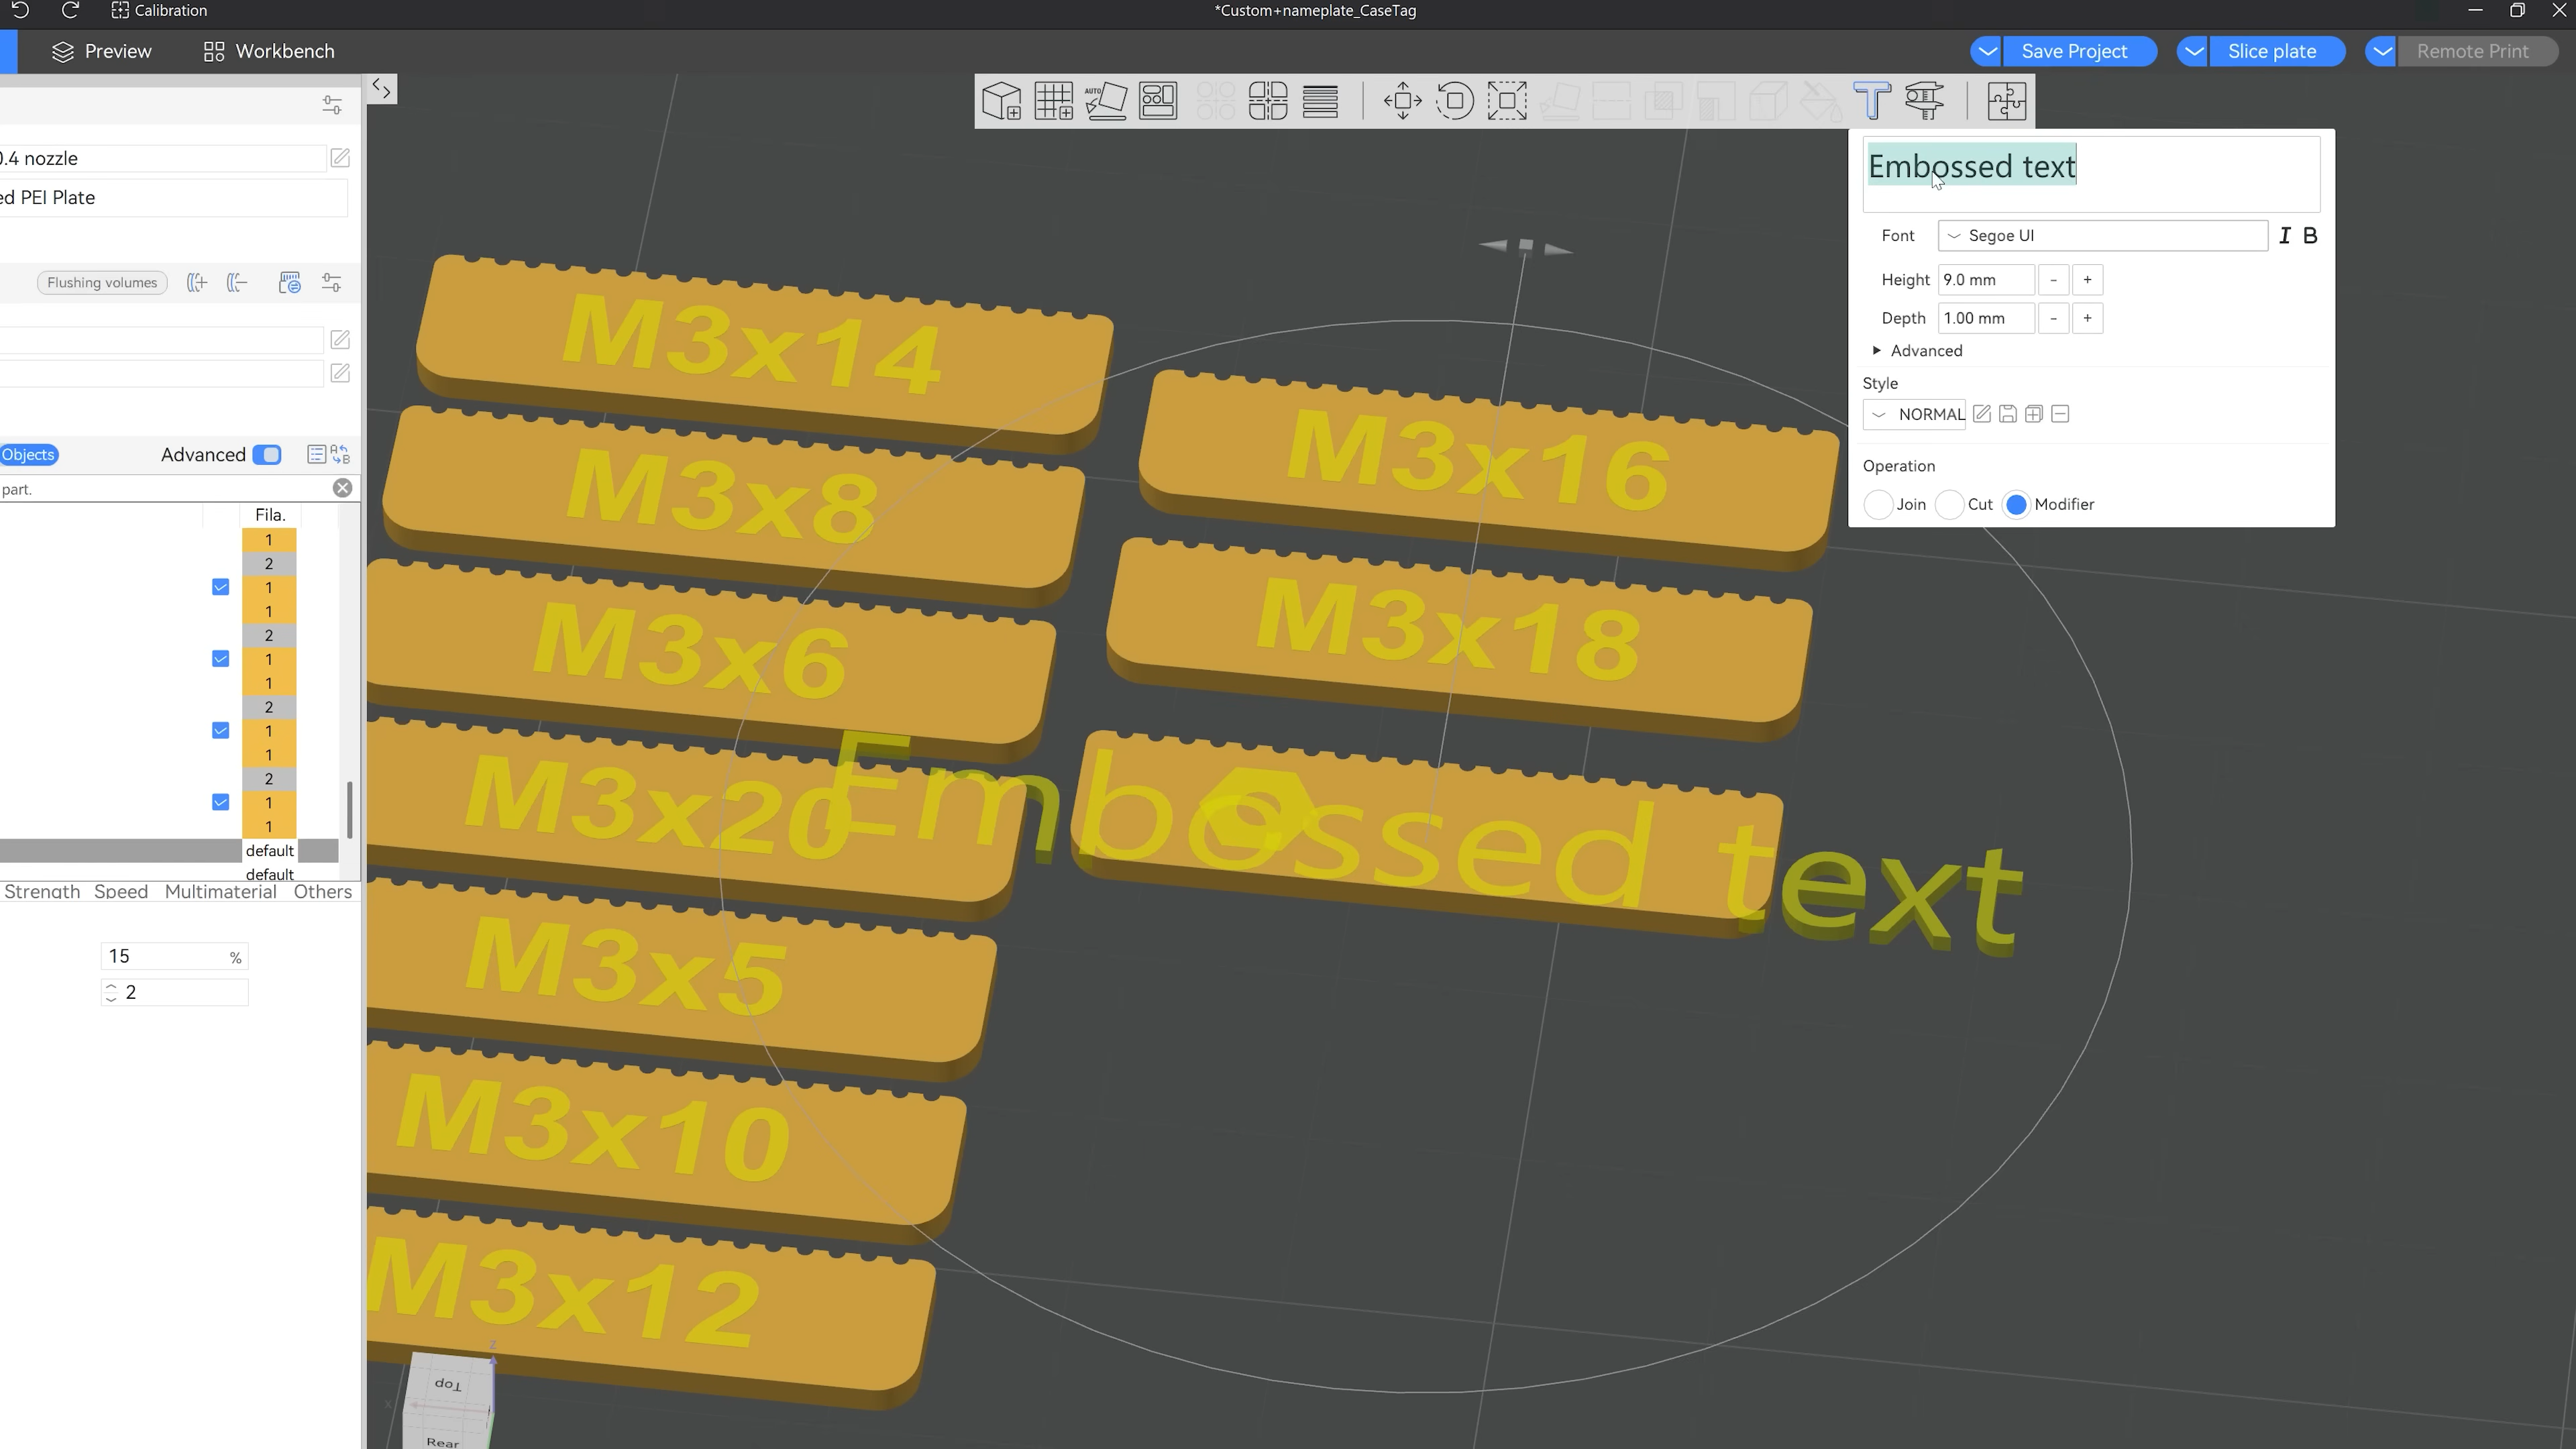 Calibration
*Custom+nameplate_CaseTag
Preview
Workbench
Save Project
Slice plate
Remote Print
0.4 nozzle
ed PEI Plate
Flushing volumes
Objects
Advanced
part.
Fila.
1
2
1
1
2
1
1
2
1
1
2
1
1
default
default
Strength Speed Multimaterial Others
15 %
2
AUTO
Embossed text
Font Segoe UI I B
Height 9.0 mm - +
Depth 1.00 mm - +
Advanced
Style
NORMAL
Operation
Join Cut Modifier
M3x14
M3x8
M3x6
M3x20
M3x5
M3x10
M3x12
M3x16
M3x18
Embossed text
Z
X
Top
Rear